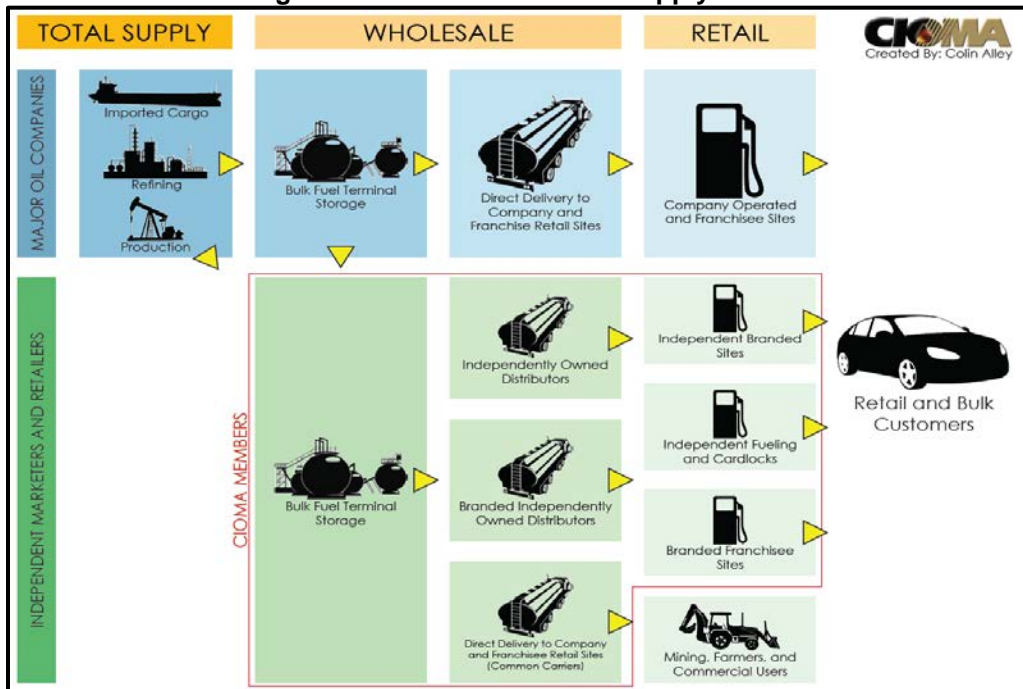 TOTAL SUPPLY
WHOLESALE
RETAIL
CIOMA
Created By: Colin Alley
MAJOR OIL COMPANIES
Imported Cargo
Refining
Production
Bulk Fuel Terminal
Storage
Direct Delivery to
Company and
Franchise Retail Sites
Company Operated
and Franchisee Sites
INDEPENDENT MARKETERS AND RETAILERS
CIOMA MEMBERS
Bulk Fuel Terminal
Storage
Independently Owned
Distributors
Branded Independently
Owned Distributors
Direct Delivery to Company
and Franchisee Retail Sites
(Common Carriers)
Independent Branded
Sites
Independent Fueling
and Cardlocks
Branded Franchisee
Sites
Mining, Farmers, and
Commercial Users
Retail and Bulk
Customers